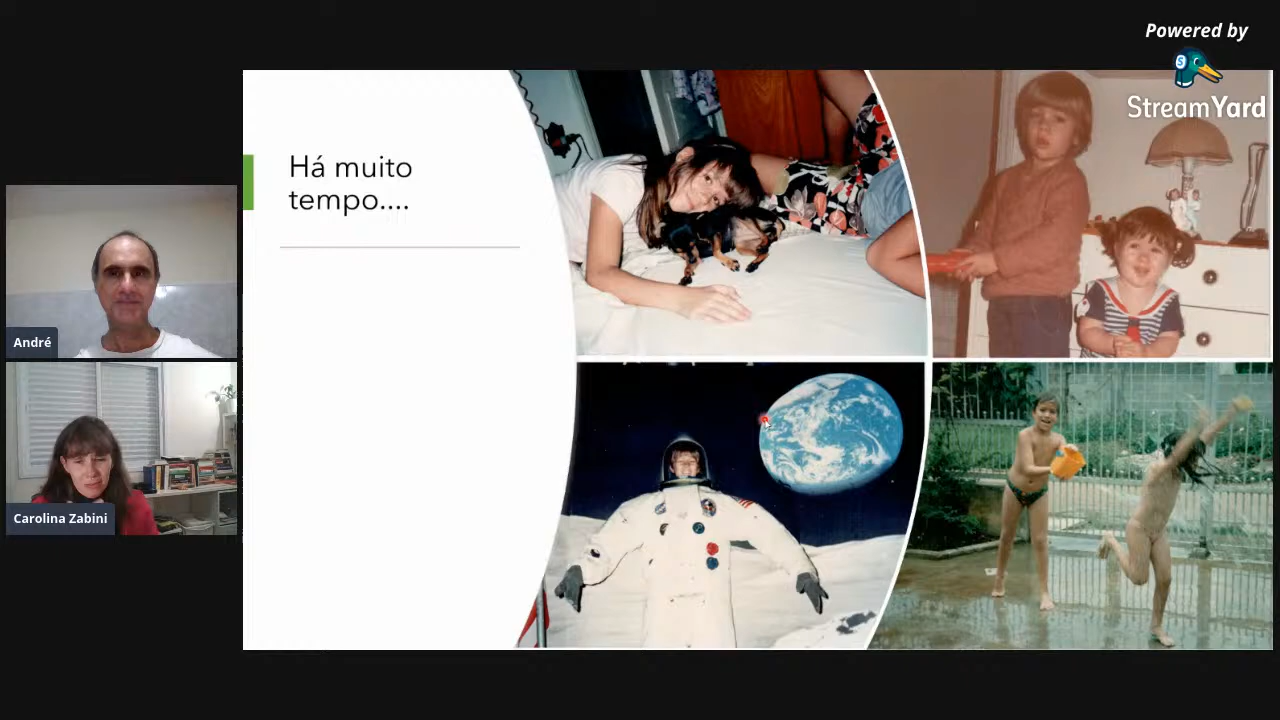 Powered by
StreamYard
Há muito
tempo....
André
Carolina Zabini